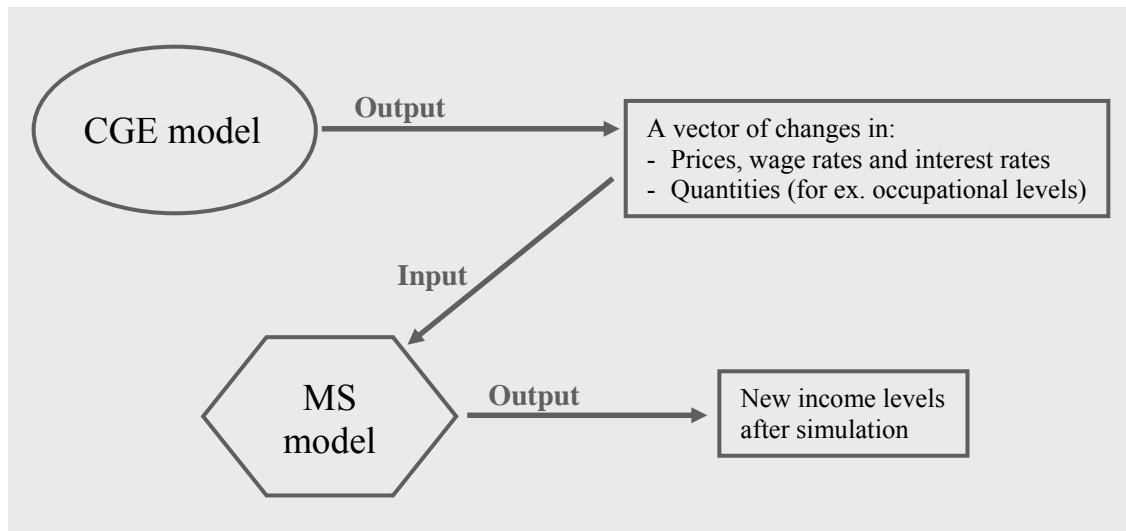 CGE model
Output
A vector of changes in:
- Prices, wage rates and interest rates
- Quantities (for ex. occupational levels)
Input
MS
model
Output
New income levels
after simulation